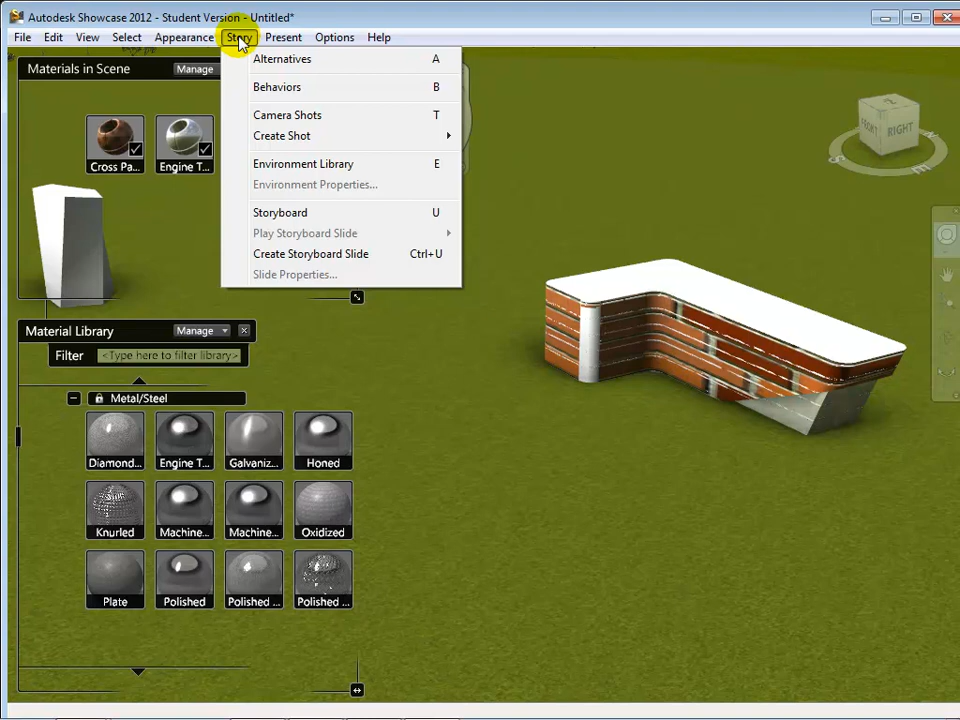 Autodesk Showcase 2012 - Student Version - Untitled*
File Edit View Select Appearance Story Present Options Help
Materials in Scene Manage
Cross Pa... Engine T...
Alternatives A
Behaviors B
Camera Shots T
Create Shot
Environment Library E
Environment Properties...
Storyboard U
Play Storyboard Slide
Create Storyboard Slide Ctrl+U
Slide Properties...
FRONT RIGHT
S E
Material Library Manage
Filter <Type here to filter library>
Metal/Steel
Diamond... Engine T... Galvaniz... Honed
Knurled Machine... Machine... Oxidized
Plate Polished Polished ... Polished ...